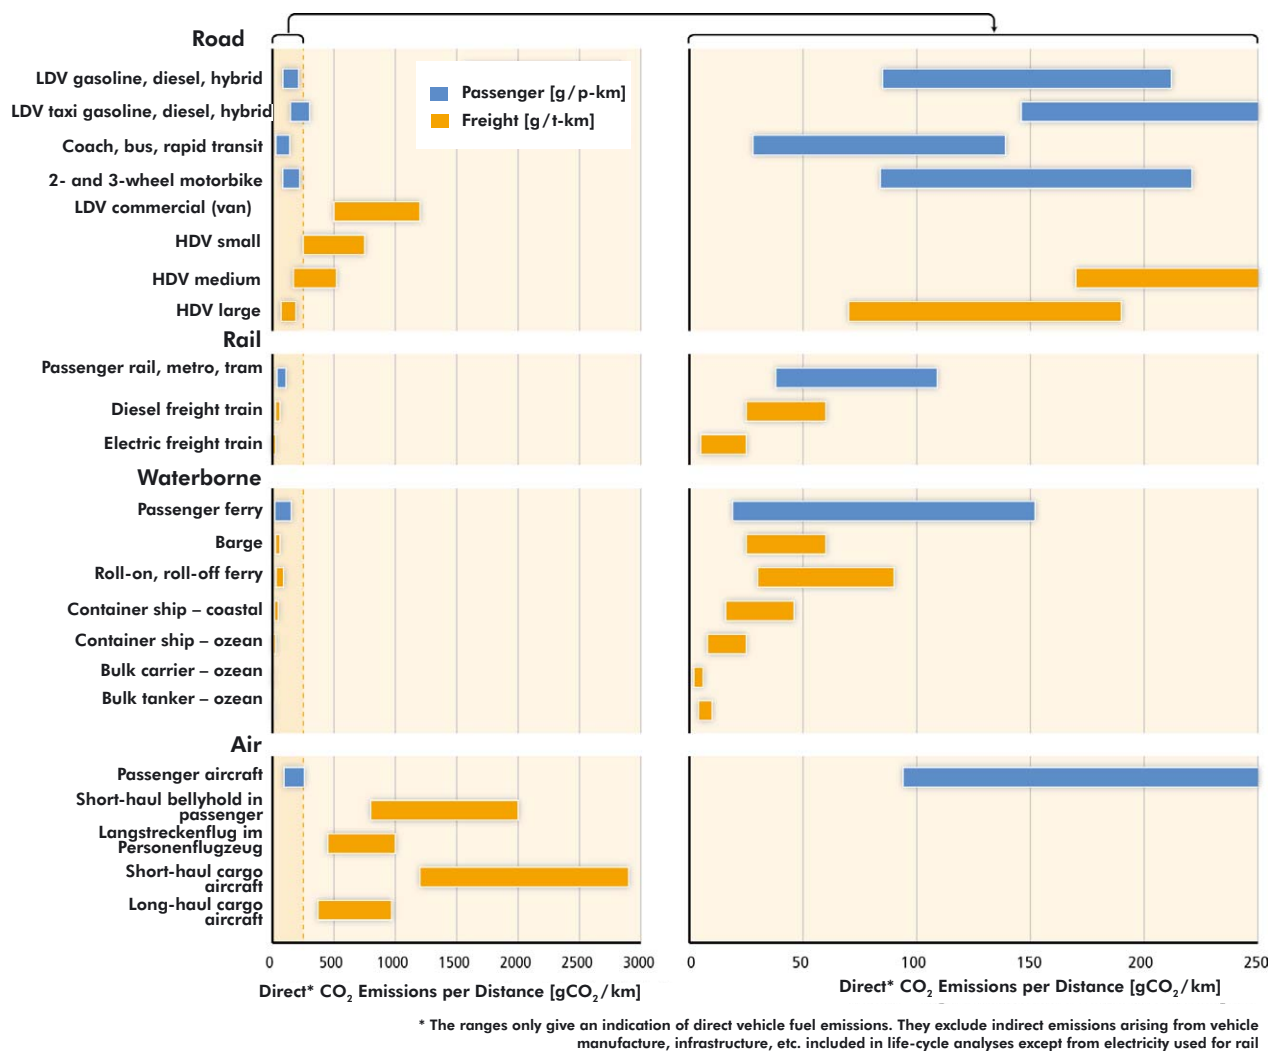 Road
LDV gasoline, diesel, hybrid
LDV taxi gasoline, diesel, hybrid
Coach, bus, rapid transit
2- and 3-wheel motorbike
LDV commercial (van)
HDV small
HDV medium
HDV large
Passenger [g/p-km]
Freight [g/t-km]
Rail
Passenger rail, metro, tram
Diesel freight train
Electric freight train
Waterborne
Passenger ferry
Barge
Roll-on, roll-off ferry
Container ship – coastal
Container ship – ozean
Bulk carrier – ozean
Bulk tanker – ozean
Air
Passenger aircraft
Short-haul bellyhold in
passenger
Langstreckenflug im
Personenflugzeug
Short-haul cargo
aircraft
Long-haul cargo
aircraft
0 500 1000 1500 2000 2500 3000
Direct* CO2 Emissions per Distance [gCO2/km]
0 50 100 150 200 250
Direct* CO2 Emissions per Distance [gCO2/km]
* The ranges only give an indication of direct vehicle fuel emissions. They exclude indirect emissions arising from vehicle
manufacture, infrastructure, etc. included in life-cycle analyses except from electricity used for rail